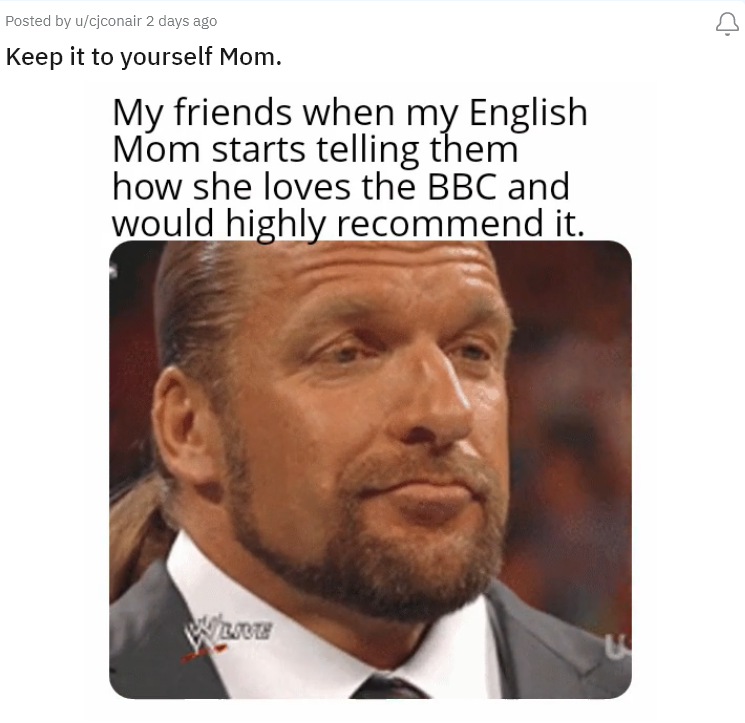 Posted by u/cjconair 2 days ago
Keep it to yourself Mom.
My friends when my English
Mom starts telling them
how she loves the BBC and
would highly recommend it.
W LIVE
U